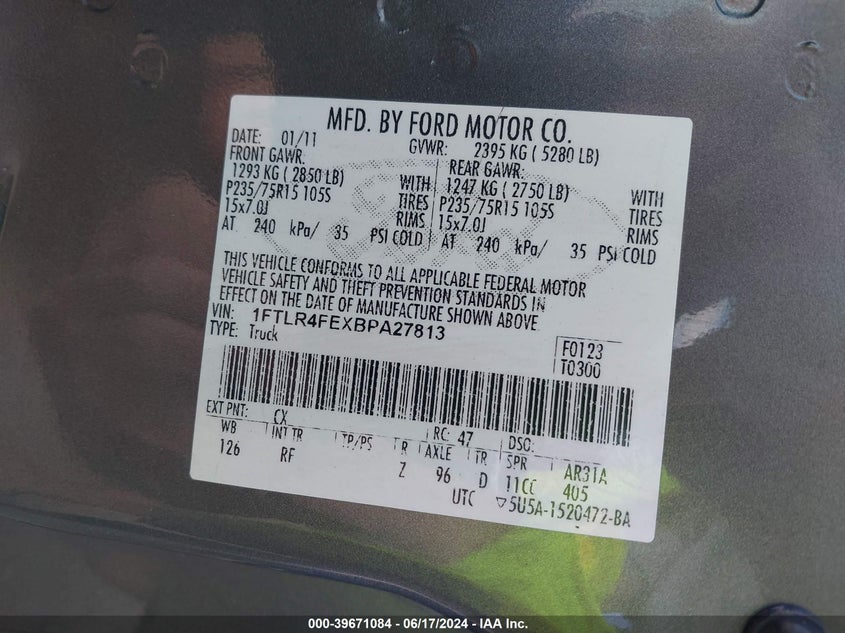 MFD. BY FORD MOTOR CO.
DATE: 01/11 GVWR: 2395 KG ( 5280 LB)
FRONT GAWR: REAR GAWR:
1293 KG ( 2850 LB) WITH 1247 KG ( 2750 LB) WITH
P235/75R15 105S TIRES P235/75R15 105S TIRES
15x7.0J RIMS 15x7.0J RIMS
AT 240 kPa/ 35 PSI COLD AT 240 kPa/ 35 PSI COLD
THIS VEHICLE CONFORMS TO ALL APPLICABLE FEDERAL MOTOR
VEHICLE SAFETY AND THEFT PREVENTION STANDARDS IN
EFFECT ON THE DATE OF MANUFACTURE SHOWN ABOVE
VIN: 1FTLR4FEXBPA27813
TYPE: Truck
F0123
T0300
EXT PNT: CX RC: 47 DSO:
WB INT TR TP/PS R AXLE TR SPR AR31A
126 RF Z 96 D 11CC 405
UTC ▽5U5A-1520472-BA
000-39671084 - 06/17/2024 - IAA Inc.